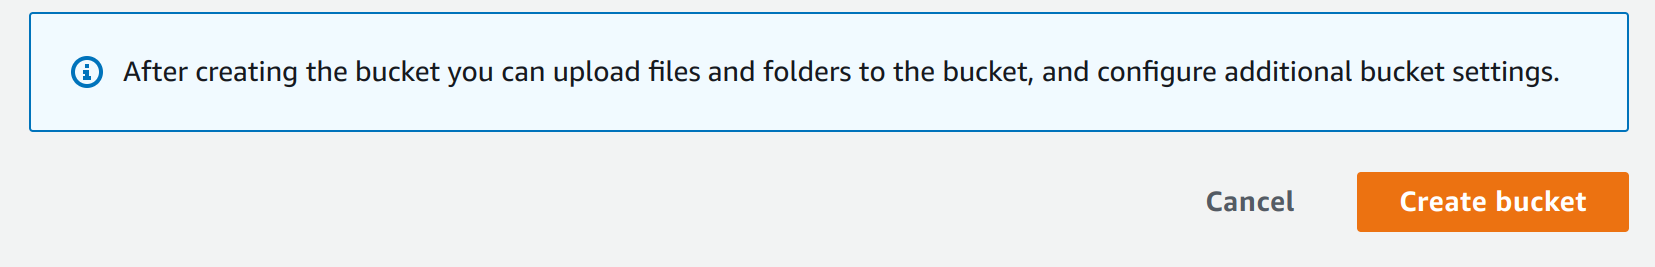 After creating the bucket you can upload files and folders to the bucket, and configure additional bucket settings.
Cancel
Create bucket